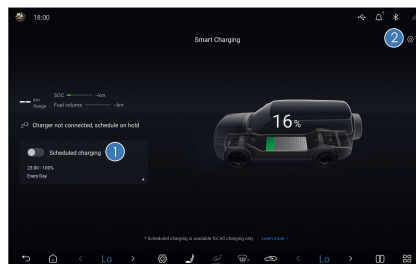 18:00
Smart Charging
2
SOC --km
km
Range
Fuel volume --km
16%
Charger not connected, schedule on hold
Scheduled charging
1
23:00 - 100%
Every Day
* Scheduled charging is available for AC charging only | Learn more >
< Lo > < Lo >